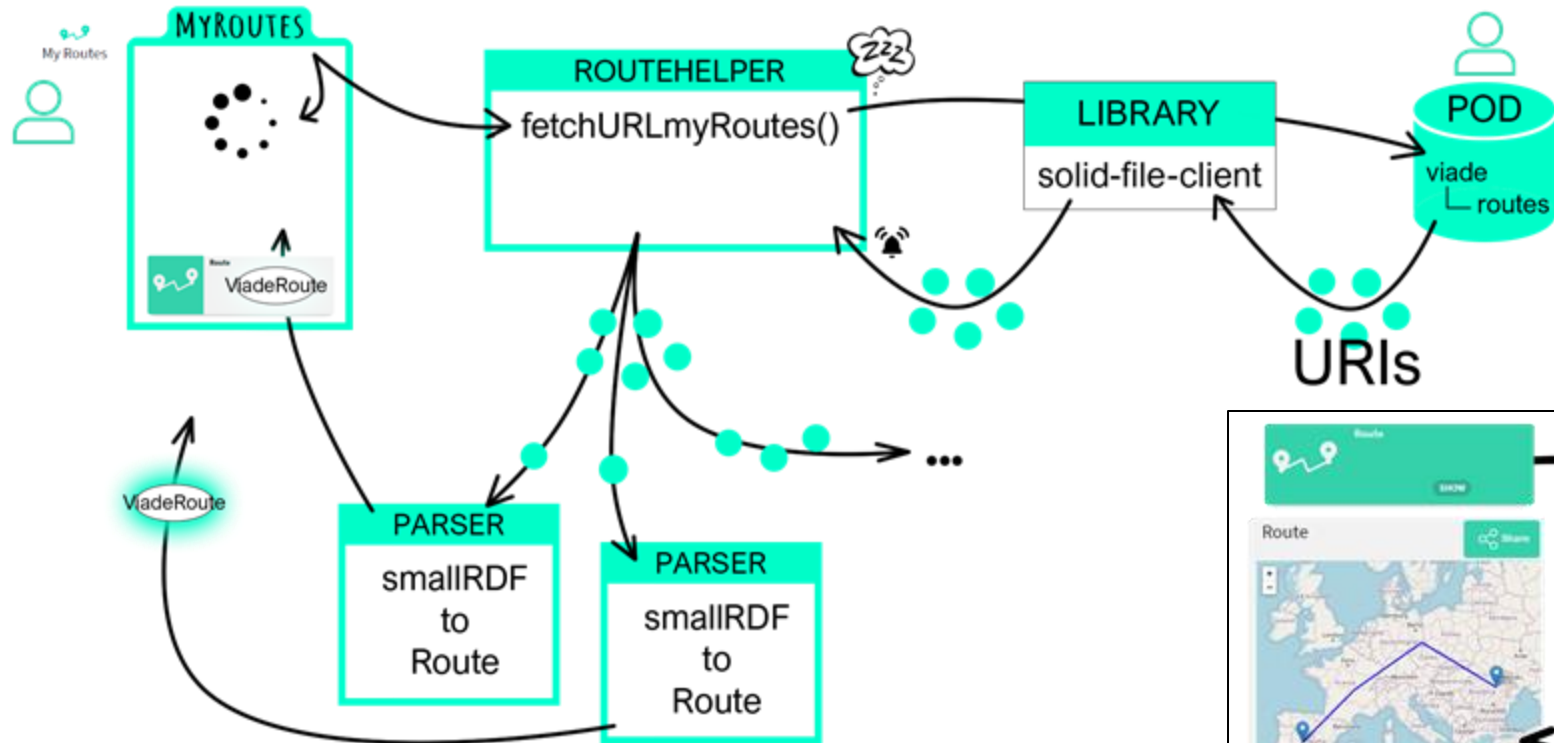 My Routes
MYROUTES
Route
ViadeRoute
ROUTEHELPER
fetchURLmyRoutes()
zzz
LIBRARY
solid-file-client
POD
viade
routes
URIs
ViadeRoute
PARSER
smallRDF
to
Route
PARSER
smallRDF
to
Route
...
Route
SHOW
Route
Share
+
-